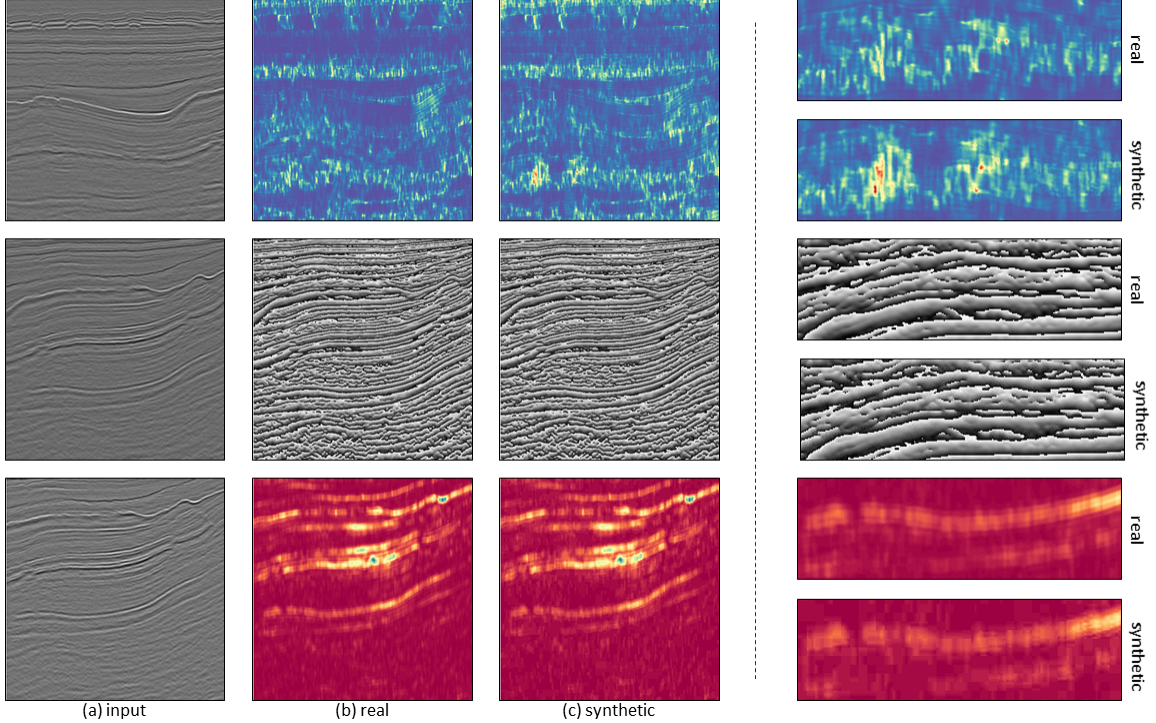 real
synthetic
real
synthetic
real
synthetic
(a) input
(b) real
(c) synthetic